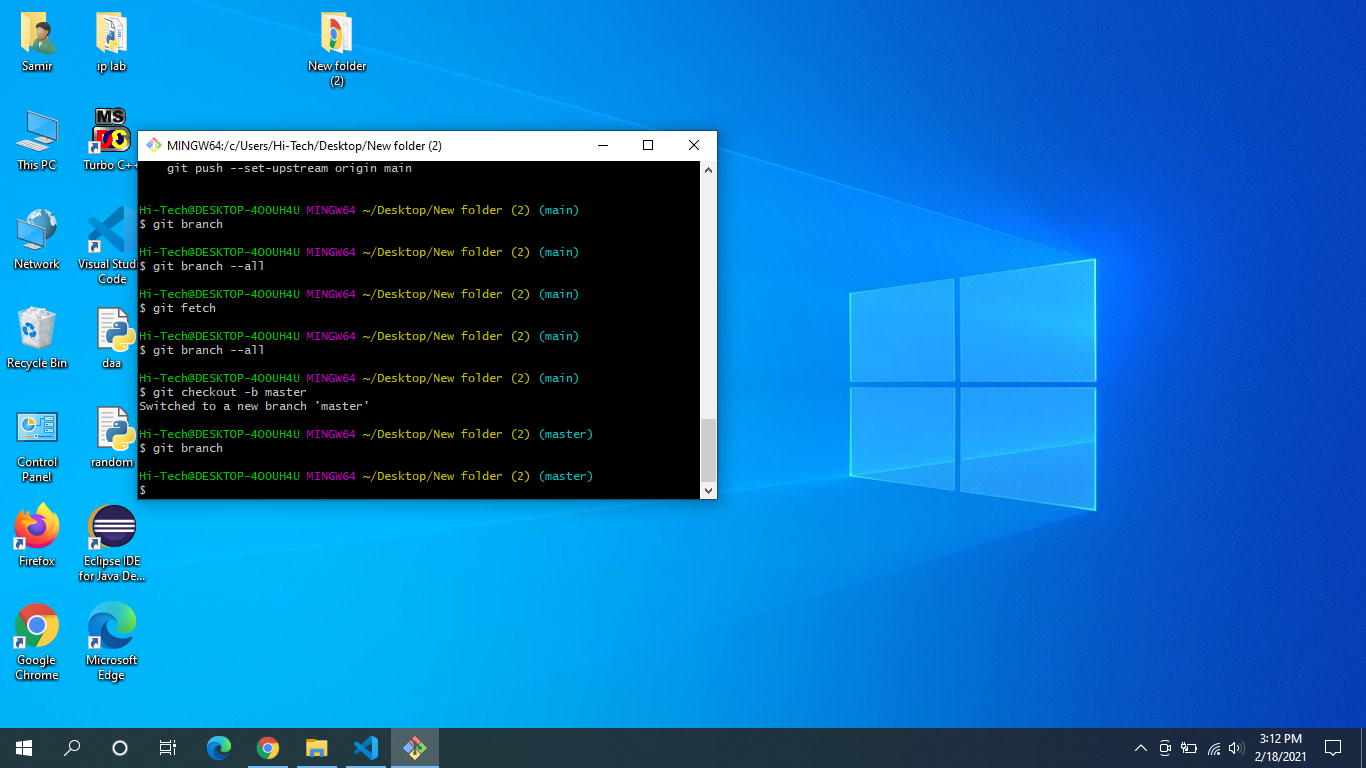 Samir
ip lab
New folder
(2)
This PC
MS
Turbo C++
Network
Visual Studi
Code
Recycle Bin
daa
Control
Panel
random
Firefox
Eclipse IDE
for Java De...
Google
Chrome
Microsoft
Edge
MINGW64:/c/Users/Hi-Tech/Desktop/New folder (2)
git push --set-upstream origin main
Hi-Tech@DESKTOP-4OOUH4U MINGW64 ~/Desktop/New folder (2) (main)
$ git branch
Hi-Tech@DESKTOP-4OOUH4U MINGW64 ~/Desktop/New folder (2) (main)
$ git branch --all
Hi-Tech@DESKTOP-4OOUH4U MINGW64 ~/Desktop/New folder (2) (main)
$ git fetch
Hi-Tech@DESKTOP-4OOUH4U MINGW64 ~/Desktop/New folder (2) (main)
$ git branch --all
Hi-Tech@DESKTOP-4OOUH4U MINGW64 ~/Desktop/New folder (2) (main)
$ git checkout -b master
Switched to a new branch 'master'
Hi-Tech@DESKTOP-4OOUH4U MINGW64 ~/Desktop/New folder (2) (master)
$ git branch
Hi-Tech@DESKTOP-4OOUH4U MINGW64 ~/Desktop/New folder (2) (master)
$
3:12 PM
2/18/2021